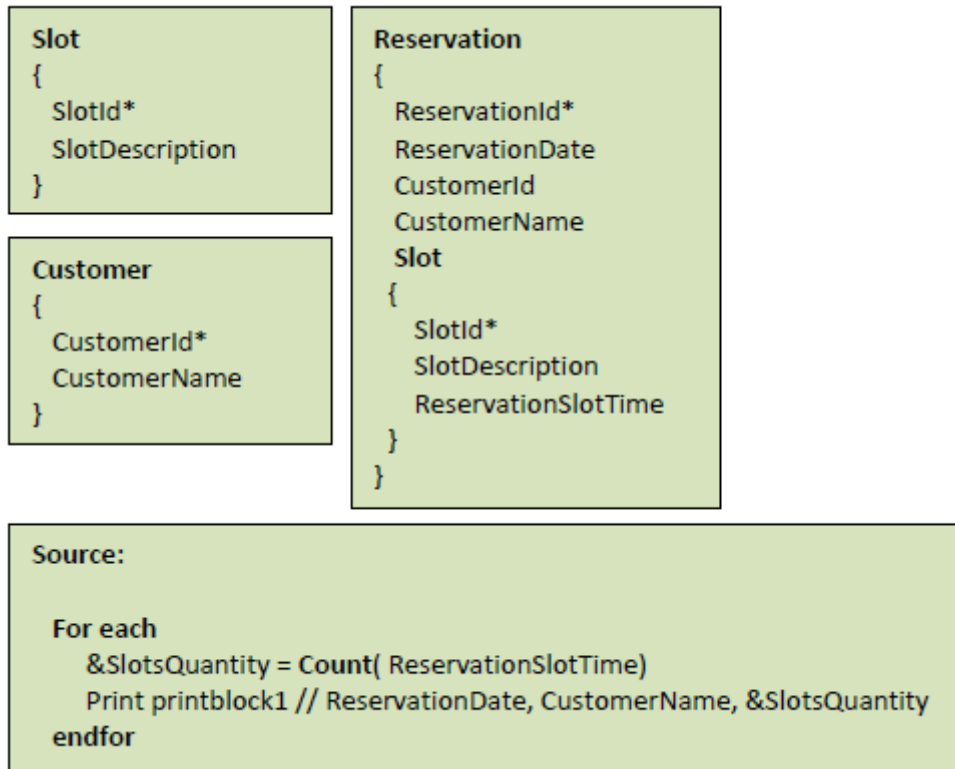 Slot
{
SlotId*
SlotDescription
}
Customer
{
CustomerId*
CustomerName
}
Reservation
{
ReservationId*
ReservationDate
CustomerId
CustomerName
Slot
{
SlotId*
SlotDescription
ReservationSlotTime
}
}
Source:
For each
&SlotsQuantity = Count( ReservationSlotTime)
Print printblock1 // ReservationDate, CustomerName, &SlotsQuantity
endfor